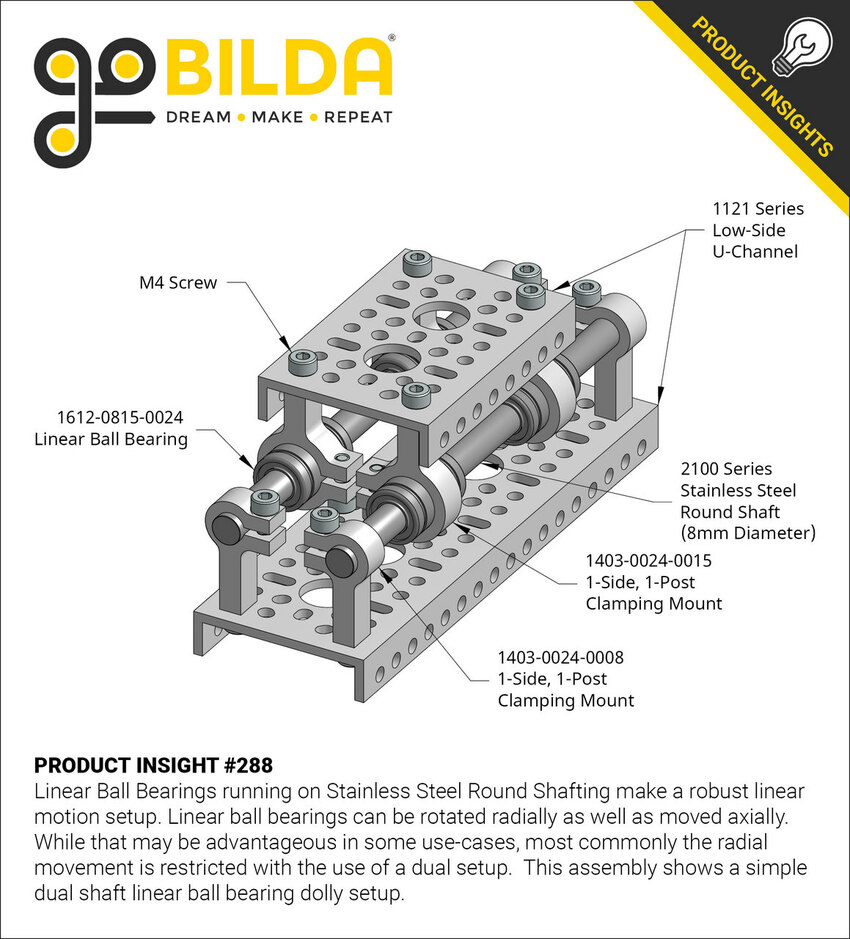 goBILDA®
DREAM • MAKE • REPEAT
PRODUCT INSIGHTS
1121 Series
Low-Side
U-Channel
M4 Screw
1612-0815-0024
Linear Ball Bearing
2100 Series
Stainless Steel
Round Shaft
(8mm Diameter)
1403-0024-0015
1-Side, 1-Post
Clamping Mount
1403-0024-0008
1-Side, 1-Post
Clamping Mount
PRODUCT INSIGHT #288
Linear Ball Bearings running on Stainless Steel Round Shafting make a robust linear
motion setup. Linear ball bearings can be rotated radially as well as moved axially.
While that may be advantageous in some use-cases, most commonly the radial
movement is restricted with the use of a dual setup.  This assembly shows a simple
dual shaft linear ball bearing dolly setup.